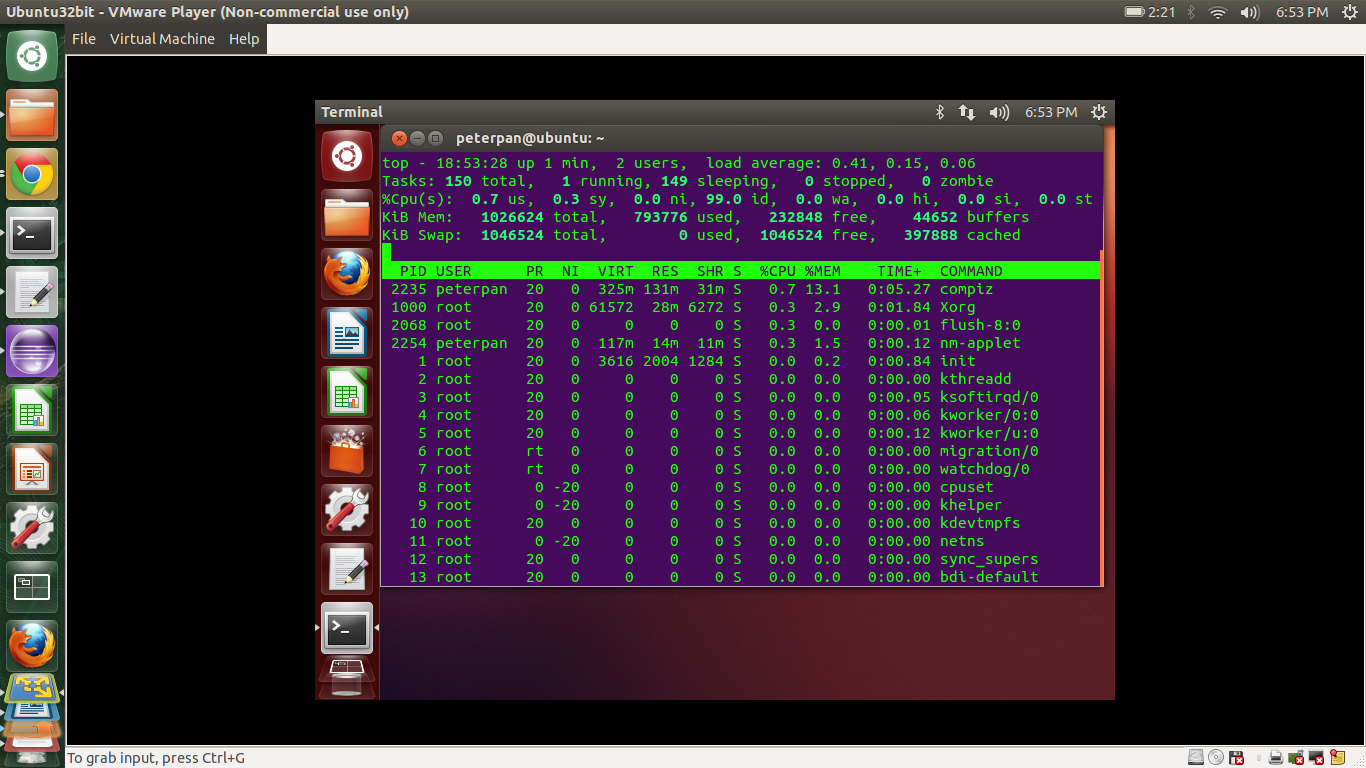 Ubuntu32bit - VMware Player (Non-commercial use only) 2:21 6:53 PM
File Virtual Machine Help
Terminal 6:53 PM
peterpan@ubuntu: ~
top - 18:53:28 up 1 min,  2 users,  load average: 0.41, 0.15, 0.06
Tasks: 150 total,   1 running, 149 sleeping,   0 stopped,   0 zombie
%Cpu(s):  0.7 us,  0.3 sy,  0.0 ni, 99.0 id,  0.0 wa,  0.0 hi,  0.0 si,  0.0 st
KiB Mem:   1026624 total,   793776 used,   232848 free,    44652 buffers
KiB Swap:  1046524 total,        0 used,  1046524 free,   397888 cached
  PID USER      PR  NI  VIRT  RES  SHR S  %CPU %MEM    TIME+  COMMAND
 2235 peterpan  20   0  325m 131m  31m S   0.7 13.1   0:05.27 compiz
 1000 root      20   0 61572  28m 6272 S   0.3  2.9   0:01.84 Xorg
 2068 root      20   0     0    0    0 S   0.3  0.0   0:00.01 flush-8:0
 2254 peterpan  20   0  117m  14m  11m S   0.3  1.5   0:00.12 nm-applet
    1 root      20   0  3616 2004 1284 S   0.0  0.2   0:00.84 init
    2 root      20   0     0    0    0 S   0.0  0.0   0:00.00 kthreadd
    3 root      20   0     0    0    0 S   0.0  0.0   0:00.05 ksoftirqd/0
    4 root      20   0     0    0    0 S   0.0  0.0   0:00.06 kworker/0:0
    5 root      20   0     0    0    0 S   0.0  0.0   0:00.12 kworker/u:0
    6 root      rt   0     0    0    0 S   0.0  0.0   0:00.00 migration/0
    7 root      rt   0     0    0    0 S   0.0  0.0   0:00.00 watchdog/0
    8 root       0 -20     0    0    0 S   0.0  0.0   0:00.00 cpuset
    9 root       0 -20     0    0    0 S   0.0  0.0   0:00.00 khelper
   10 root      20   0     0    0    0 S   0.0  0.0   0:00.00 kdevtmpfs
   11 root       0 -20     0    0    0 S   0.0  0.0   0:00.00 netns
   12 root      20   0     0    0    0 S   0.0  0.0   0:00.00 sync_supers
   13 root      20   0     0    0    0 S   0.0  0.0   0:00.00 bdi-default
To grab input, press Ctrl+G